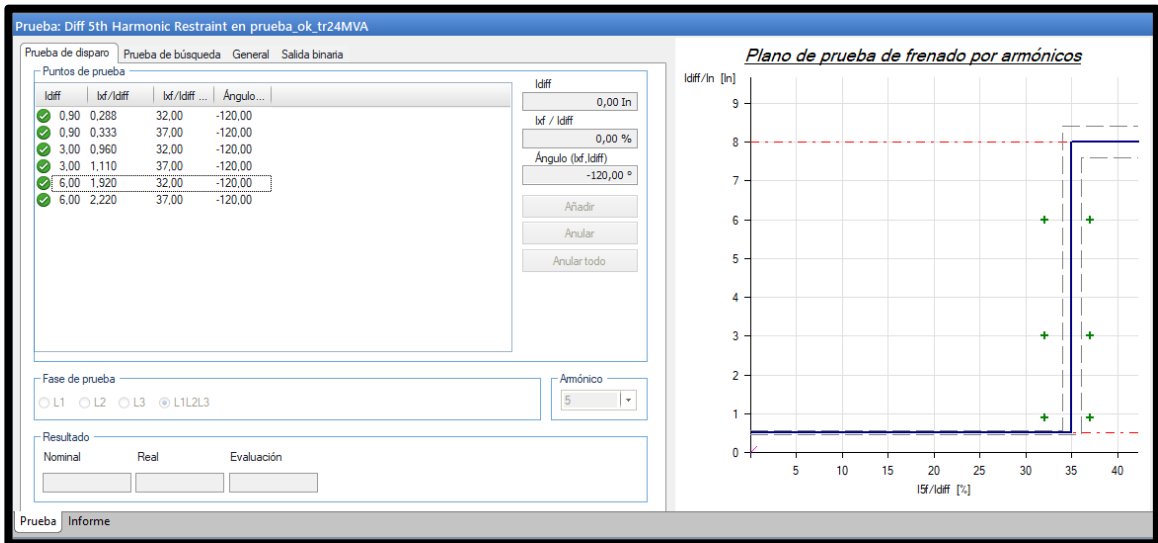 Prueba: Diff 5th Harmonic Restraint en prueba_ok_tr24MVA
Prueba de disparo Prueba de búsqueda General Salida binaria
Puntos de prueba
Idiff Ixf/Idiff Ixf/Idiff ... Ángulo...
0,90 0,288 32,00 -120,00
0,90 0,333 37,00 -120,00
3,00 0,960 32,00 -120,00
3,00 1,110 37,00 -120,00
6,00 1,920 32,00 -120,00
6,00 2,220 37,00 -120,00
Idiff
0,00 In
Ixf / Idiff
0,00 %
Ángulo (Ixf,Idiff)
-120,00 °
Añadir
Anular
Anular todo
Fase de prueba
L1 L2 L3 L1L2L3
Armónico
5
Resultado
Nominal Real Evaluación
Prueba Informe
Plano de prueba de frenado por armónicos
Idiff/In [In]
9
8
7
6
5
4
3
2
1
0
5 10 15 20 25 30 35 40
I5f/Idiff [%]